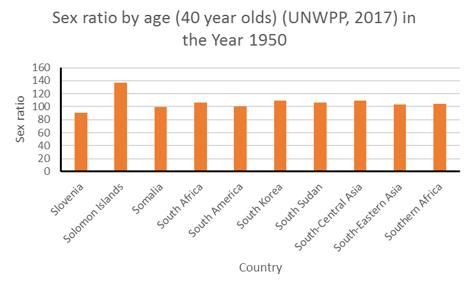 Sex ratio by age (40 year olds) (UNWPP, 2017) in
the Year 1950
160
140
120
100
80
60
40
20
0
Sex ratio
Slovenia
Solomon Islands
Somalia
South Africa
South America
South Korea
South Sudan
South-Central Asia
South-Eastern Asia
Southern Africa
Country